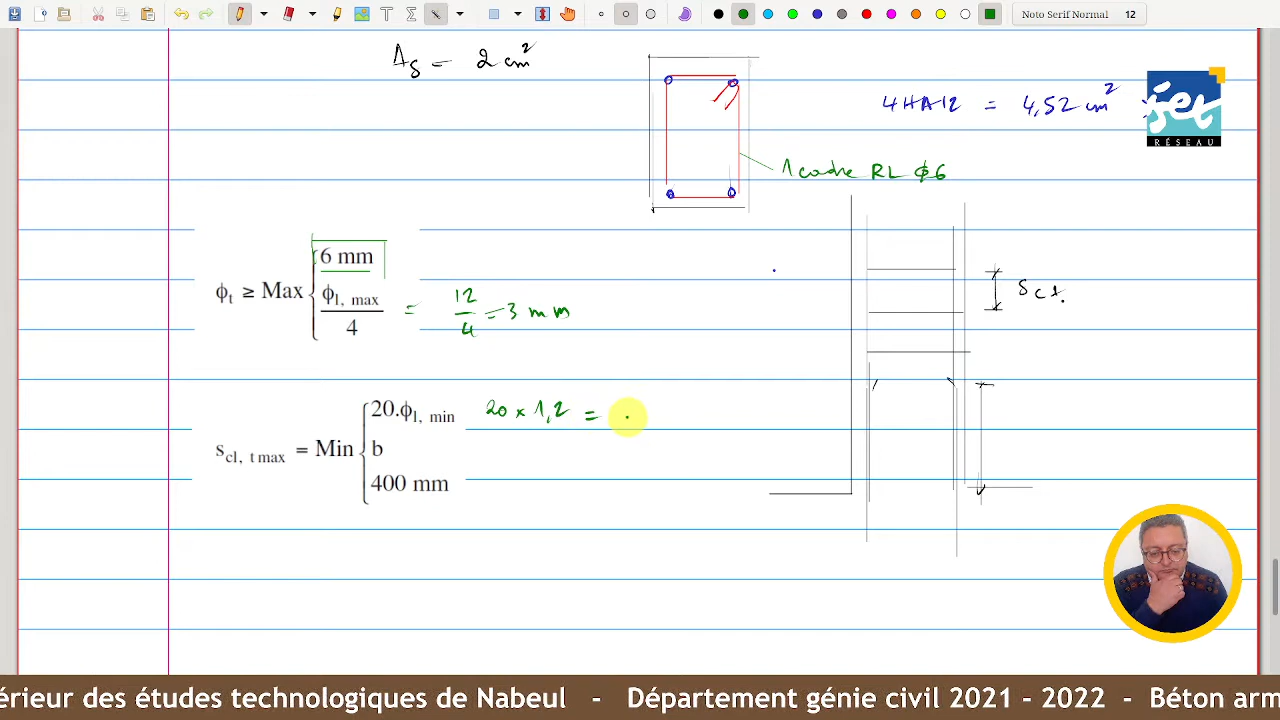 Noto Serif Normal 12
As = 2 cm²
4HA12 = 4,52 cm²
iset
RÉSEAU
1 cadre RL φ6
ϕt ≥ Max { 6 mm
ϕl, max / 4 = 12/4 = 3 mm
s cl.
scl, t max = Min { 20.ϕl, min 20 × 1,2 =
b
400 mm
érieur des études technologiques de Nabeul - Département génie civil 2021 - 2022 - Béton arm